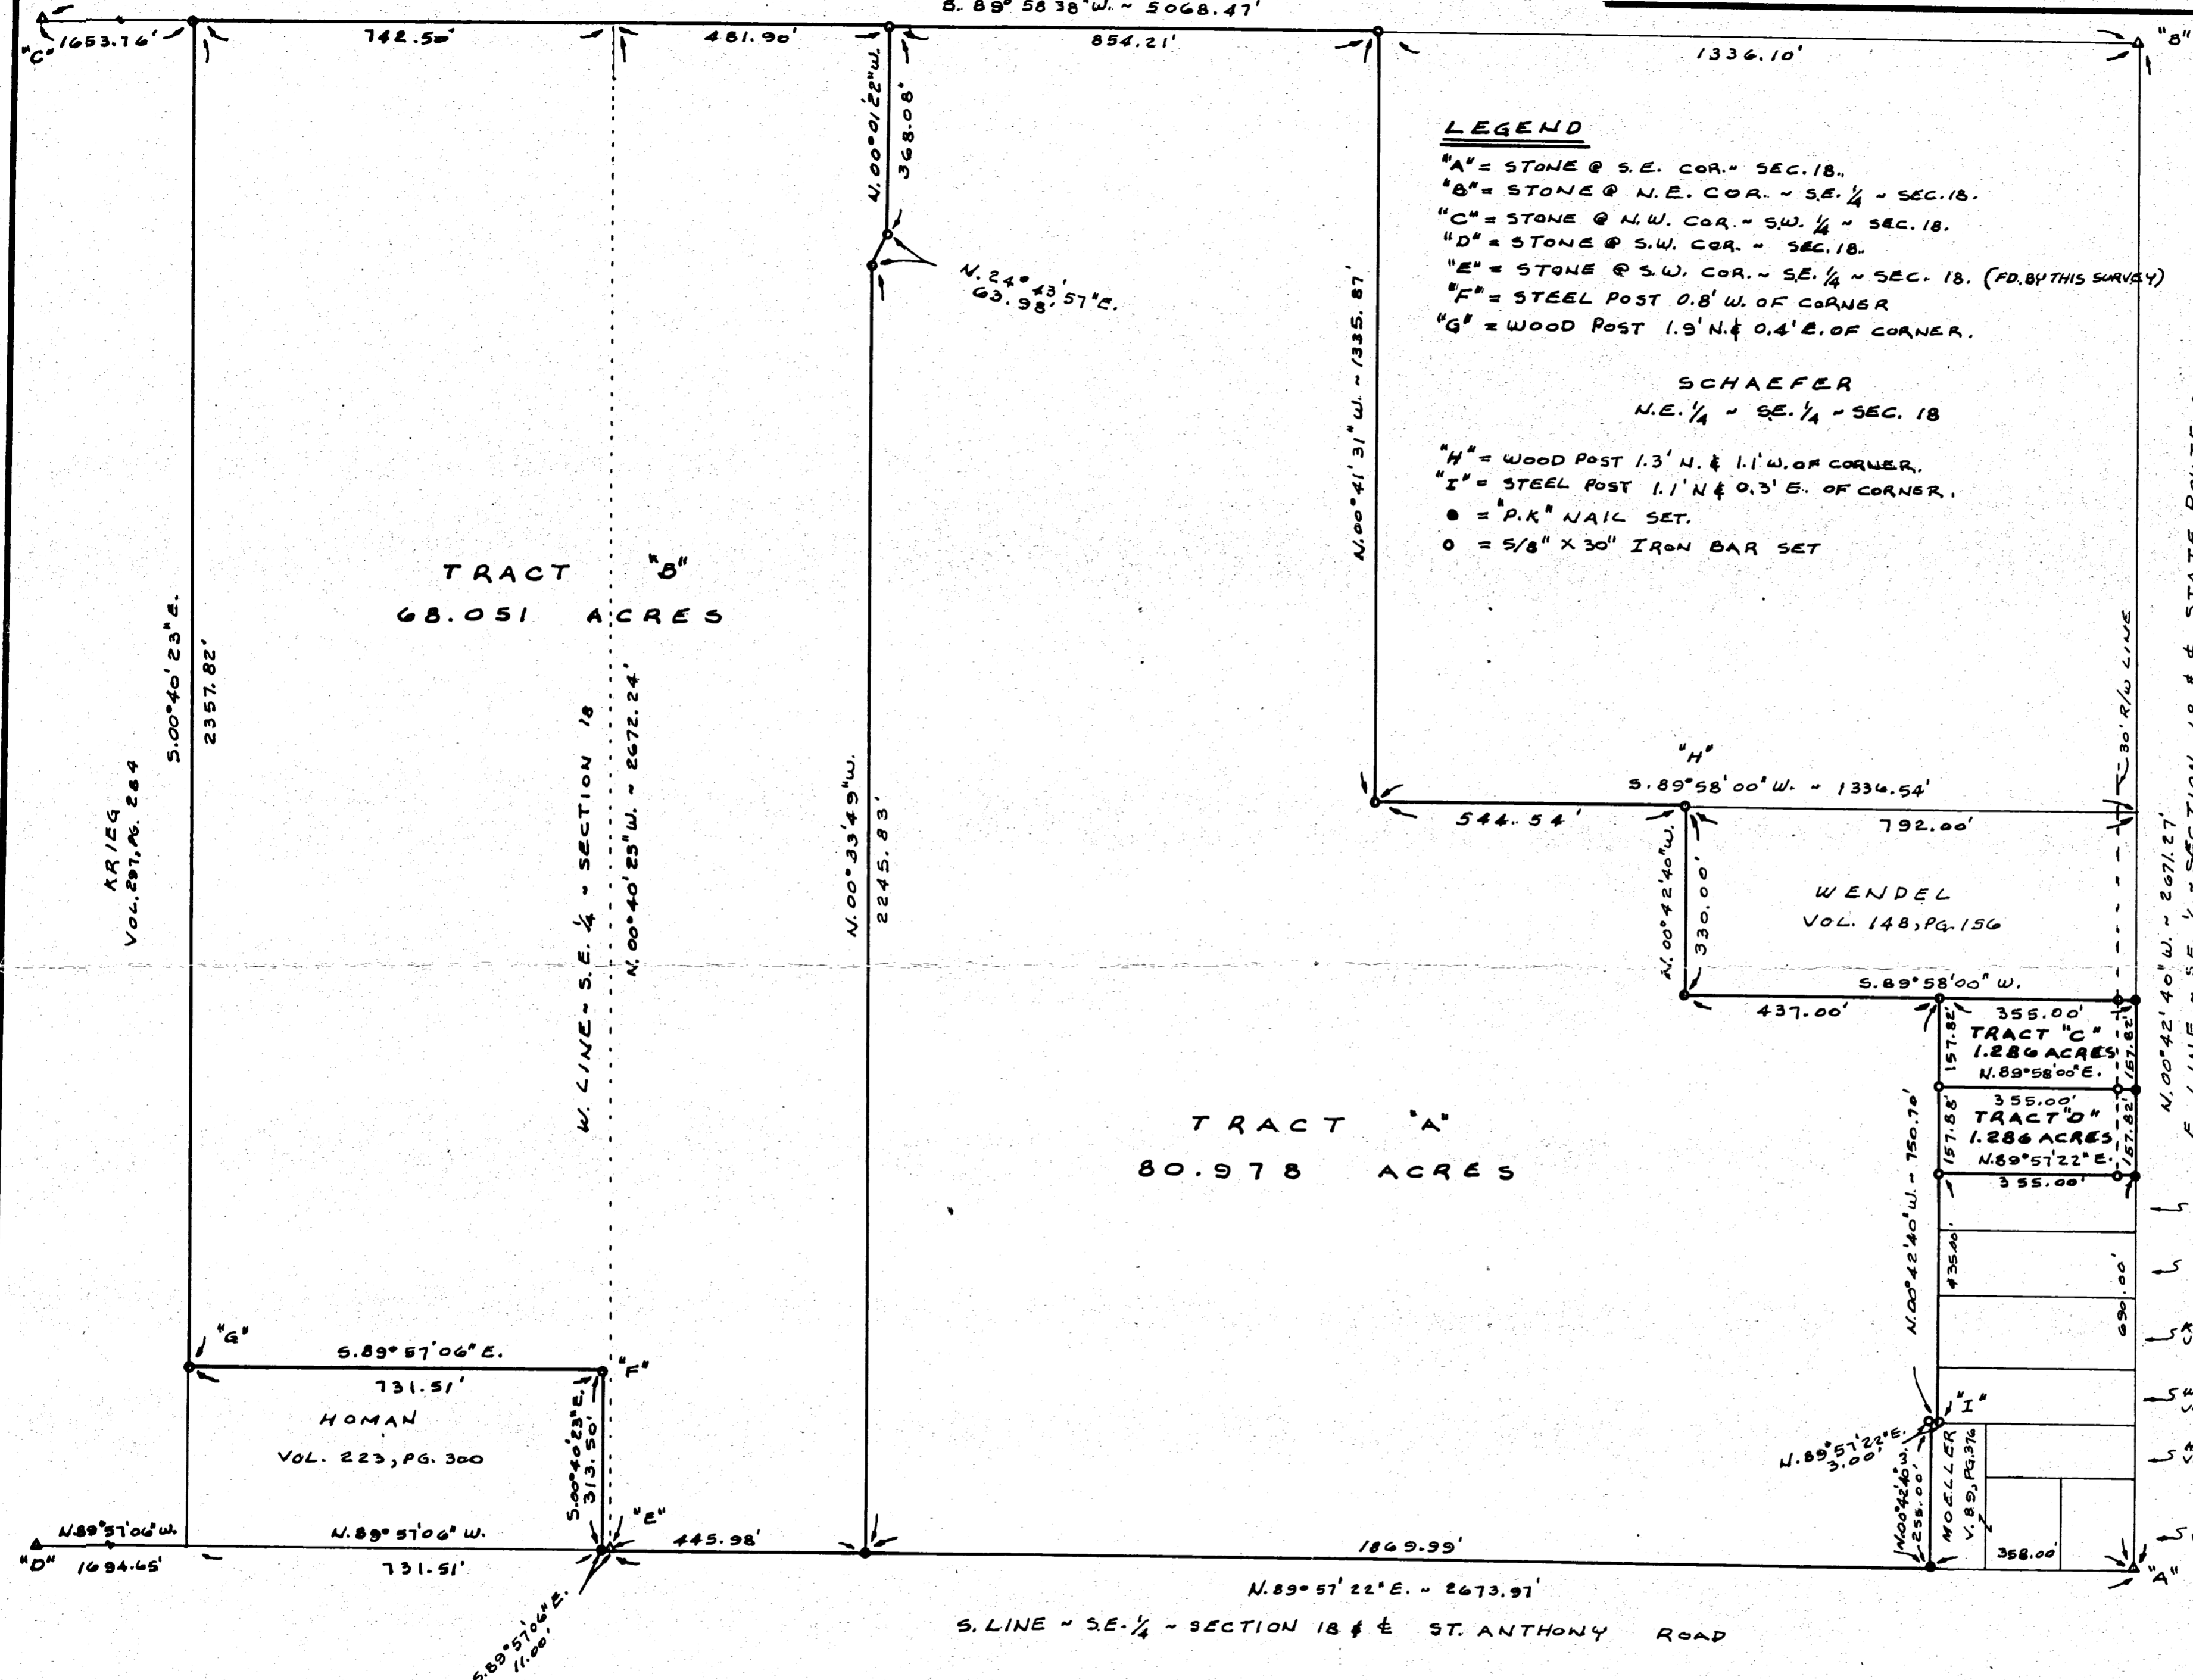 S. 89° 58' 38" W. ~ 5068.47'
"C"
1653.76'
742.50'
481.90'
854.21'
1336.10'
"B"
N.00°01'22"W.
368.08'
N.24°43'57"E.
63.98'
LEGEND
"A" = STONE @ S.E. COR.~ SEC.18.
"B" = STONE @ N.E. COR. ~ S.E. 1/4 ~ SEC.18.
"C" = STONE @ N.W. COR.~ S.W. 1/4 ~ SEC. 18.
"D" = STONE @ S.W. COR. ~ SEC.18.
"E" = STONE @ S.W. COR.~ S.E. 1/4 ~ SEC. 18. (FD.BY THIS SURVEY)
"F" = STEEL POST 0.8' W. OF CORNER
"G" = WOOD POST 1.9' N.& 0.4' E. OF CORNER.
SCHAEFER
N.E. 1/4 ~ S.E. 1/4 ~ SEC. 18
"H" = WOOD POST 1.3' N. & 1.1' W. OF CORNER.
"I" = STEEL POST 1.1' N & 0.3' E. OF CORNER.
● = "P.K" NAIL SET.
○ = 5/8" X 30" IRON BAR SET
N.00°41'31"W. ~ 1335.87'
TRACT "B"
68.051 ACRES
S.00°40'23"E.
2357.82'
KRIEG
VOL.297, PG. 284
W. LINE ~ S.E. 1/4 ~ SECTION 18
N.00°40'23"W. ~ 2672.24'
N.00°33'49"W.
2245.83'
30' R/W LINE
N.00°42'40"W. ~ 2671.27'
"H"
S.89°58'00"W. ~ 1336.54'
544.54'
792.00'
N.00°42'40"W.
330.00'
WENDEL
VOL. 148, PG.156
S.89°58'00" W.
437.00'
355.00'
157.82'
TRACT "C"
1.286 ACRES
N.89°58'00"E.
157.82'
355.00'
157.88'
TRACT "D"
1.286 ACRES
N.89°57'22"E.
157.82'
355.00'
TRACT "A"
80.978 ACRES
N.00°42'40"W. ~ 750.70'
435.00'
690.00'
"G"
S.89°57'06"E.
731.51'
"F"
HOMAN
VOL. 223, PG. 300
S.00°40'23"E.
313.50'
"I"
N.89°57'22"E.
3.00'
N.00°42'40"W.
255.00'
MOELLER
V.89, PG.376
N.89°57'06"W.
"D"
1694.65'
N.89°57'06"W.
731.51'
"E"
445.98'
1869.99'
358.00'
"A"
S.89°57'06"E.
11.00'
N.89°57'22"E. ~ 2673.97'
S. LINE ~ S.E. 1/4 ~ SECTION 18 & ℄ ST. ANTHONY ROAD